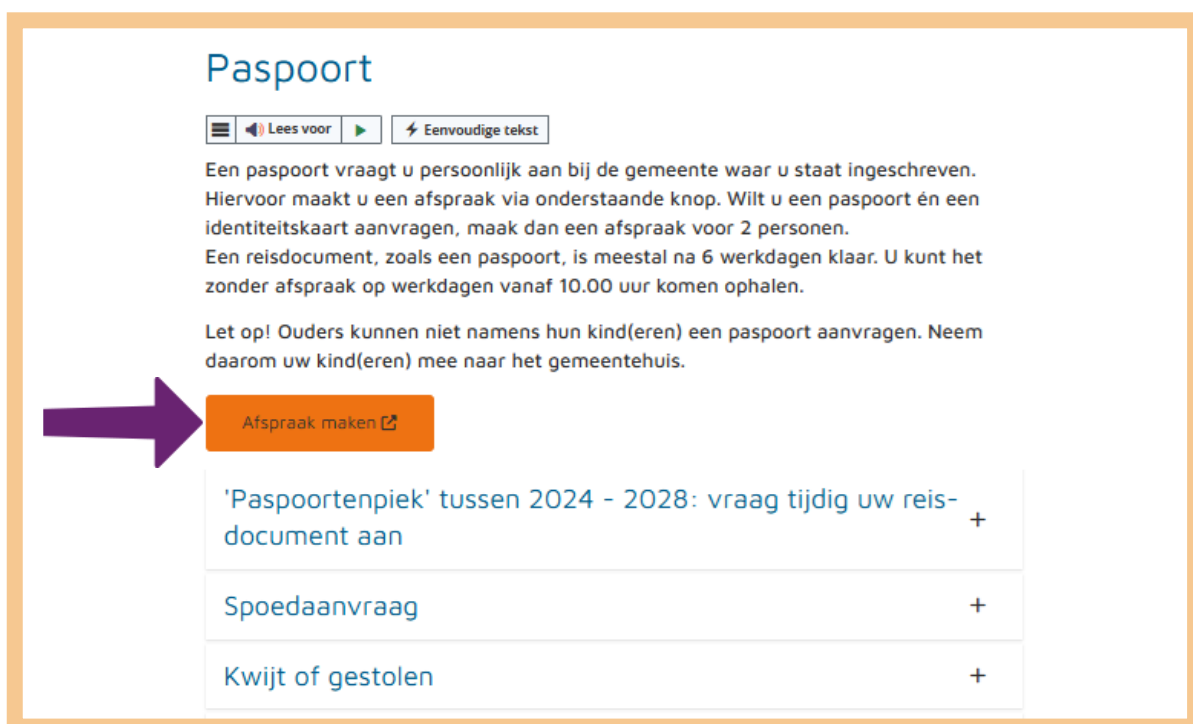 Paspoort
Lees voor
Eenvoudige tekst
Een paspoort vraagt u persoonlijk aan bij de gemeente waar u staat ingeschreven.
Hiervoor maakt u een afspraak via onderstaande knop. Wilt u een paspoort én een
identiteitskaart aanvragen, maak dan een afspraak voor 2 personen.
Een reisdocument, zoals een paspoort, is meestal na 6 werkdagen klaar. U kunt het
zonder afspraak op werkdagen vanaf 10.00 uur komen ophalen.
Let op! Ouders kunnen niet namens hun kind(eren) een paspoort aanvragen. Neem
daarom uw kind(eren) mee naar het gemeentehuis.
Afspraak maken
'Paspoortenpiek' tussen 2024 - 2028: vraag tijdig uw reis-
document aan
+
Spoedaanvraag +
Kwijt of gestolen +